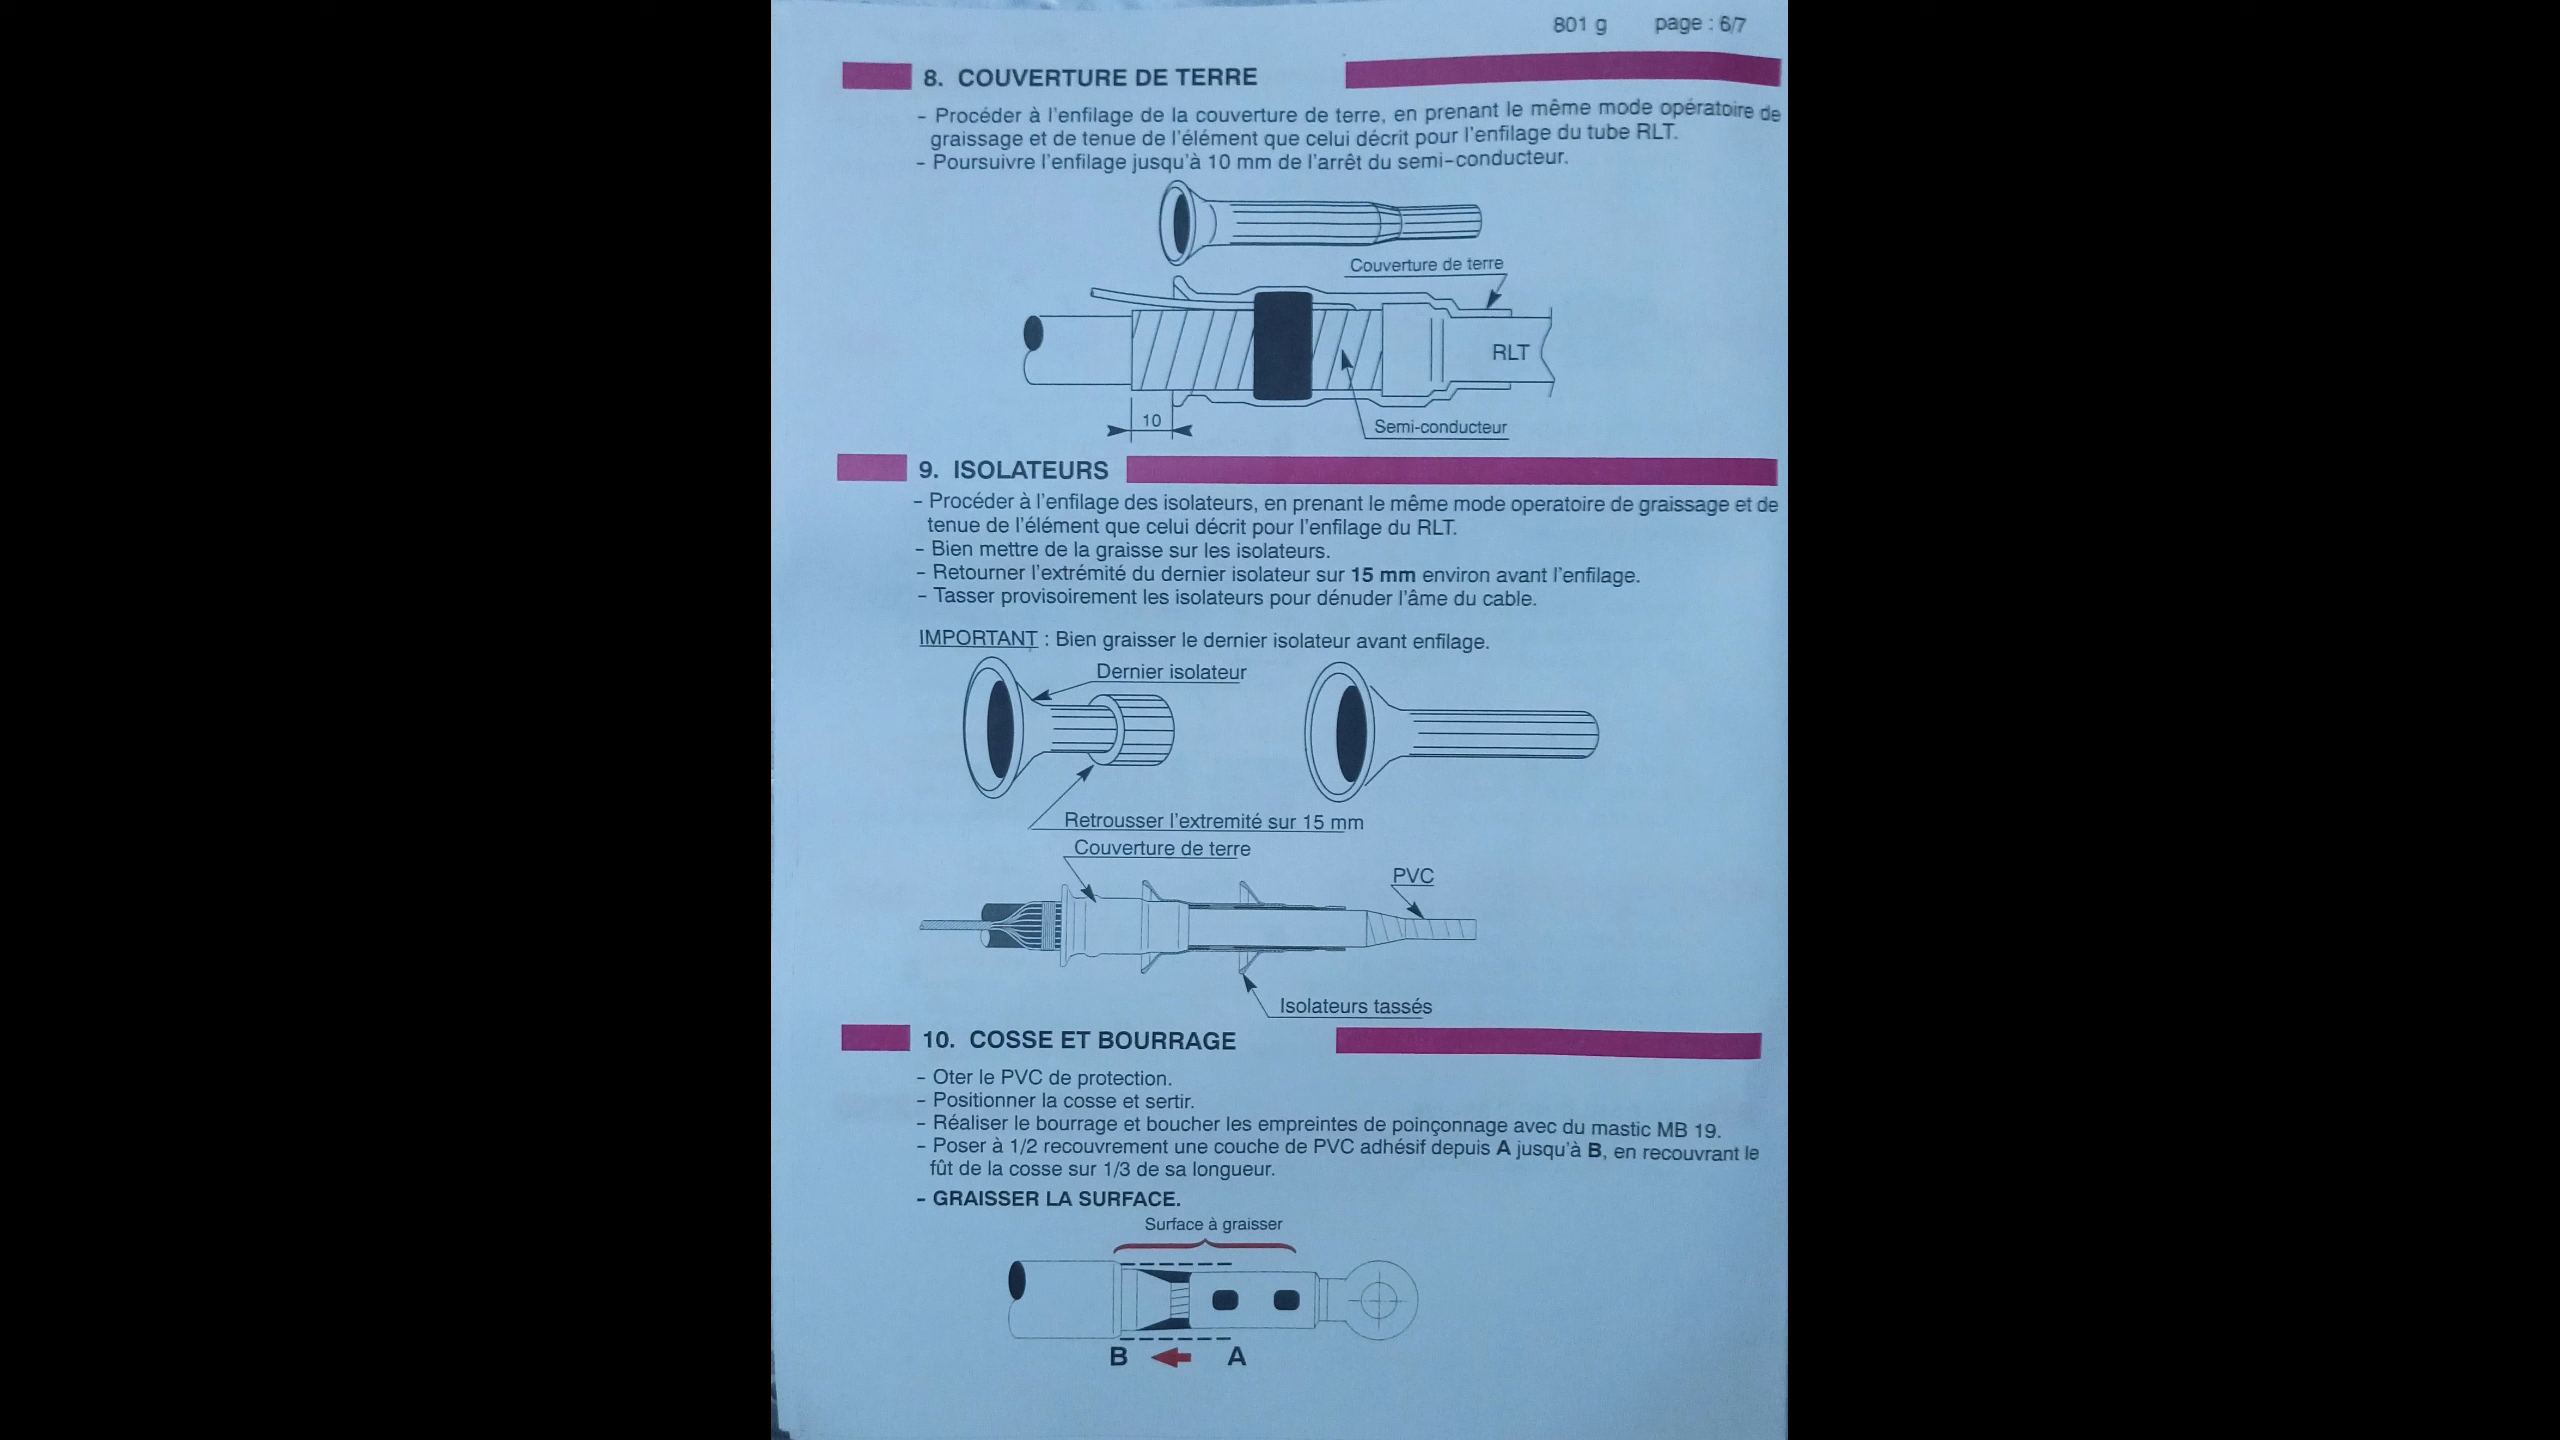 801 g page : 6/7
8. COUVERTURE DE TERRE
- Procéder à l'enfilage de la couverture de terre, en prenant le même mode opératoire de
graissage et de tenue de l'élément que celui décrit pour l'enfilage du tube RLT.
- Poursuivre l'enfilage jusqu'à 10 mm de l'arrêt du semi-conducteur.
Couverture de terre
RLT
10
Semi-conducteur
9. ISOLATEURS
- Procéder à l'enfilage des isolateurs, en prenant le même mode operatoire de graissage et de
tenue de l'élément que celui décrit pour l'enfilage du RLT.
- Bien mettre de la graisse sur les isolateurs.
- Retourner l'extrémité du dernier isolateur sur 15 mm environ avant l'enfilage.
- Tasser provisoirement les isolateurs pour dénuder l'âme du cable.
IMPORTANT : Bien graisser le dernier isolateur avant enfilage.
Dernier isolateur
Retrousser l'extremité sur 15 mm
Couverture de terre
PVC
Isolateurs tassés
10. COSSE ET BOURRAGE
- Oter le PVC de protection.
- Positionner la cosse et sertir.
- Réaliser le bourrage et boucher les empreintes de poinçonnage avec du mastic MB 19.
- Poser à 1/2 recouvrement une couche de PVC adhésif depuis A jusqu'à B, en recouvrant le
fût de la cosse sur 1/3 de sa longueur.
- GRAISSER LA SURFACE.
Surface à graisser
B A